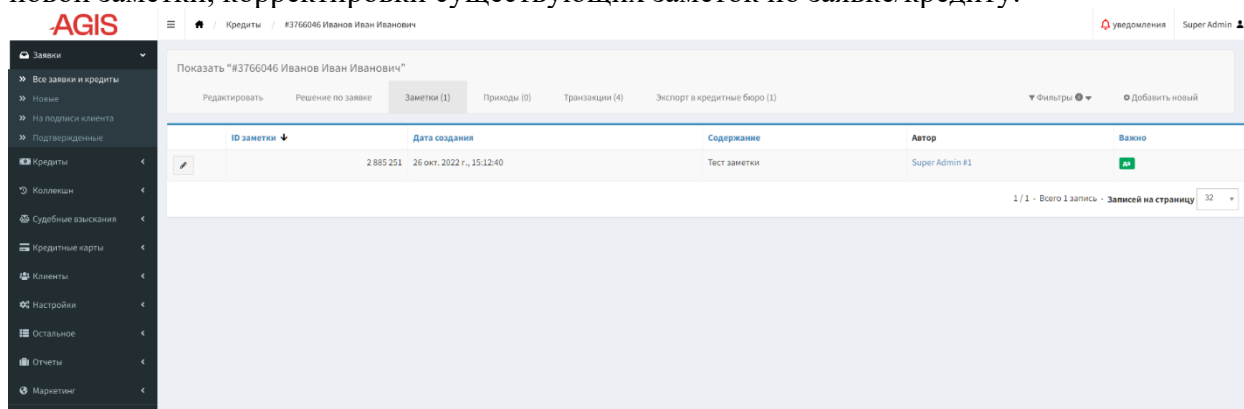 новой заметки, корректировки существующих заметок по заявке/кредиту.
AGIS
Кредиты / #3766046 Иванов Иван Иванович
уведомления Super Admin
Заявки
Все заявки и кредиты
Новые
На подписи клиента
Подтвержденные
Кредиты
Коллекшн
Судебные взыскания
Кредитные карты
Клиенты
Настройки
Остальное
Отчеты
Маркетинг
Показать "#3766046 Иванов Иван Иванович"
Редактировать Решение по заявке Заметки (1) Приходы (0) Транзакции (4) Экспорт в кредитные бюро (1) Фильтры 0 Добавить новый
ID заметки Дата создания Содержание Автор Важно
2 885 251 26 окт. 2022 г., 15:12:40 Тест заметки Super Admin #1 да
1 / 1 - Всего 1 запись - Записей на страницу 32